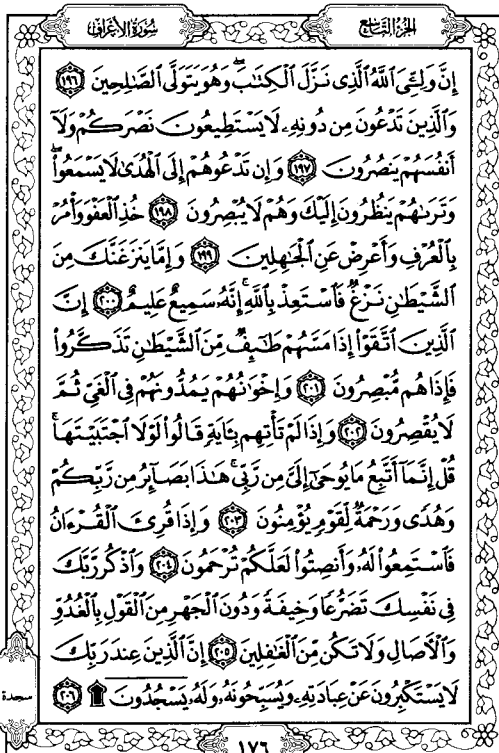 سورة الأعراف
الجزء التاسع
إِنَّ وَلِـِّۧىَ ٱللَّهُ ٱلَّذِى نَزَّلَ ٱلْكِتَٰبَ ۖ وَهُوَ يَتَوَلَّى ٱلصَّٰلِحِينَ ١٩٦
وَٱلَّذِينَ تَدْعُونَ مِن دُونِهِۦ لَا يَسْتَطِيعُونَ نَصْرَكُمْ وَلَآ
أَنفُسَهُمْ يَنصُرُونَ ١٩٧ وَإِن تَدْعُوهُمْ إِلَى ٱلْهُدَىٰ لَا يَسْمَعُوا۟ ۖ
وَتَرَىٰهُمْ يَنظُرُونَ إِلَيْكَ وَهُمْ لَا يُبْصِرُونَ ١٩٨ خُذِ ٱلْعَفْوَ وَأْمُرْ
بِٱلْعُرْفِ وَأَعْرِضْ عَنِ ٱلْجَٰهِلِينَ ١٩٩ وَإِمَّا يَنزَغَنَّكَ مِنَ
ٱلشَّيْطَٰنِ نَزْغٌ فَٱسْتَعِذْ بِٱللَّهِ ۚ إِنَّهُۥ سَمِيعٌ عَلِيمٌ ٢٠٠ إِنَّ
ٱلَّذِينَ ٱتَّقَوْا۟ إِذَا مَسَّهُمْ طَٰٓئِفٌ مِّنَ ٱلشَّيْطَٰنِ تَذَكَّرُوا۟
فَإِذَا هُم مُّبْصِرُونَ ٢٠١ وَإِخْوَٰنُهُمْ يَمُدُّونَهُمْ فِى ٱلْغَىِّ ثُمَّ
لَا يُقْصِرُونَ ٢٠٢ وَإِذَا لَمْ تَأْتِهِم بِـَٔايَةٍ قَالُوا۟ لَوْلَا ٱجْتَبَيْتَهَا ۚ
قُلْ إِنَّمَآ أَتَّبِعُ مَا يُوحَىٰٓ إِلَىَّ مِن رَّبِّى ۚ هَٰذَا بَصَآئِرُ مِن رَّبِّكُمْ
وَهُدًى وَرَحْمَةٌ لِّقَوْمٍ يُؤْمِنُونَ ٢٠٣ وَإِذَا قُرِئَ ٱلْقُرْءَانُ
فَٱسْتَمِعُوا۟ لَهُۥ وَأَنصِتُوا۟ لَعَلَّكُمْ تُرْحَمُونَ ٢٠٤ وَٱذْكُر رَّبَّكَ
فِى نَفْسِكَ تَضَرُّعًا وَخِيفَةً وَدُونَ ٱلْجَهْرِ مِنَ ٱلْقَوْلِ بِٱلْغُدُوِّ
وَٱلْءَاصَالِ وَلَا تَكُن مِّنَ ٱلْغَٰفِلِينَ ٢٠٥ إِنَّ ٱلَّذِينَ عِندَ رَبِّكَ
لَا يَسْتَكْبِرُونَ عَنْ عِبَادَتِهِۦ وَيُسَبِّحُونَهُۥ وَلَهُۥ يَسْجُدُونَ ۩ ٢٠٦
سجدة
١٧٦